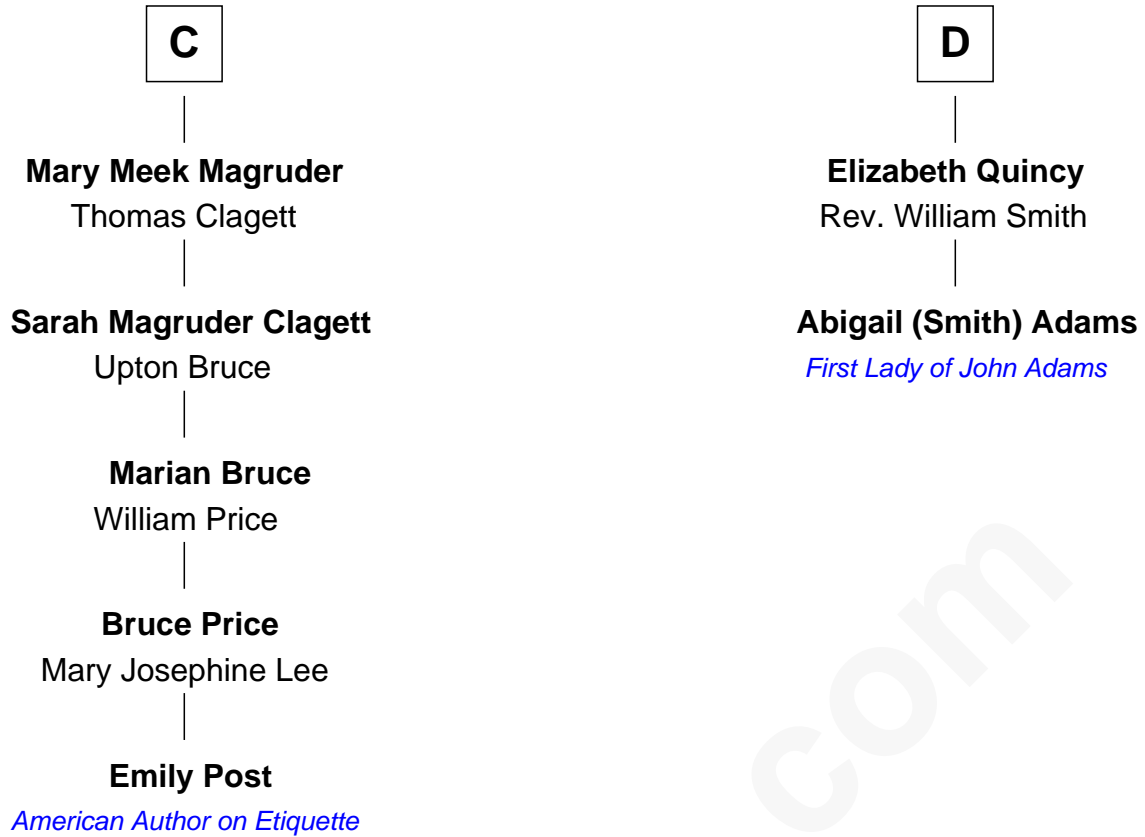 C
Mary Meek Magruder
Thomas Clagett
Sarah Magruder Clagett
Upton Bruce
Marian Bruce
William Price
Bruce Price
Mary Josephine Lee
Emily Post
American Author on Etiquette
D
Elizabeth Quincy
Rev. William Smith
Abigail (Smith) Adams
First Lady of John Adams
com